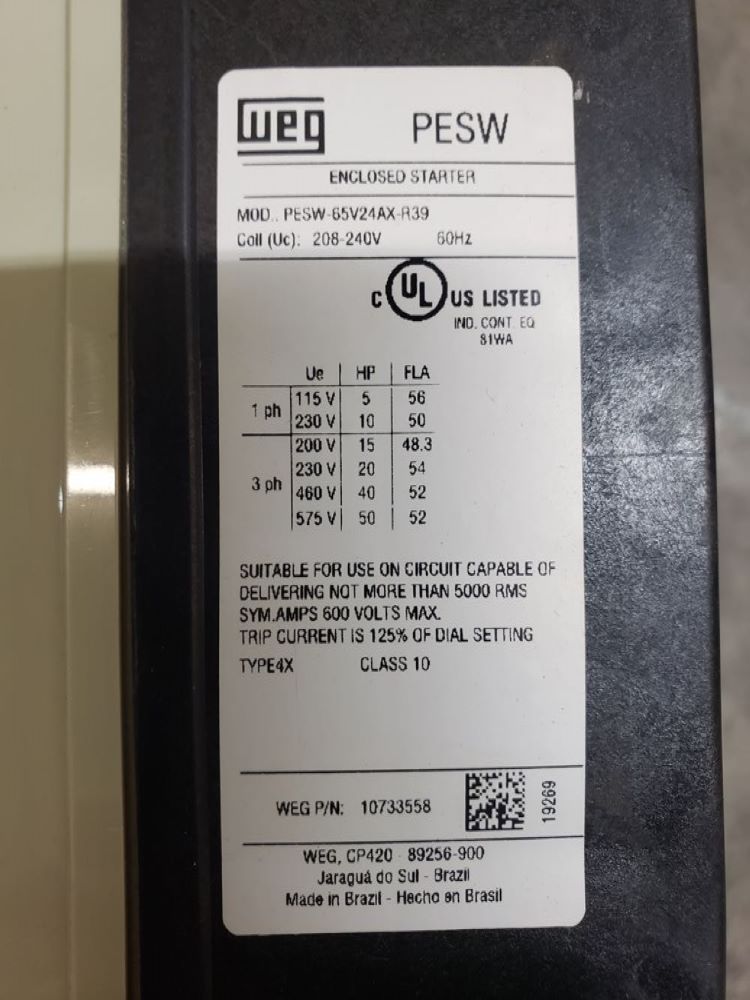 weg PESW
ENCLOSED STARTER
MOD.. PESW-65V24AX-R39
Coil (Uc): 208-240V 60Hz
C UL US LISTED
IND. CONT. EQ
81WA
Ue HP FLA
1 ph 115 V 5 56
230 V 10 50
3 ph 200 V 15 48.3
230 V 20 54
460 V 40 52
575 V 50 52
SUITABLE FOR USE ON CIRCUIT CAPABLE OF
DELIVERING NOT MORE THAN 5000 RMS
SYM.AMPS 600 VOLTS MAX.
TRIP CURRENT IS 125% OF DIAL SETTING
TYPE4X CLASS 10
WEG P/N: 10733558
19269
WEG, CP420 - 89256-900
Jaraguá do Sul - Brazil
Made in Brazil - Hecho en Brasil